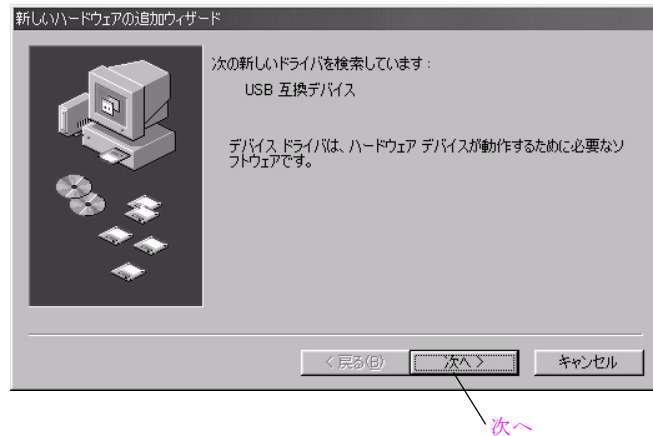 新しいハードウェアの追加ウィザード
次の新しいドライバを検索しています:
USB 互換デバイス
デバイス ドライバは、ハードウェア デバイスが動作するために必要なソ
フトウェアです。
< 戻る(B)
次へ >
キャンセル
次へ